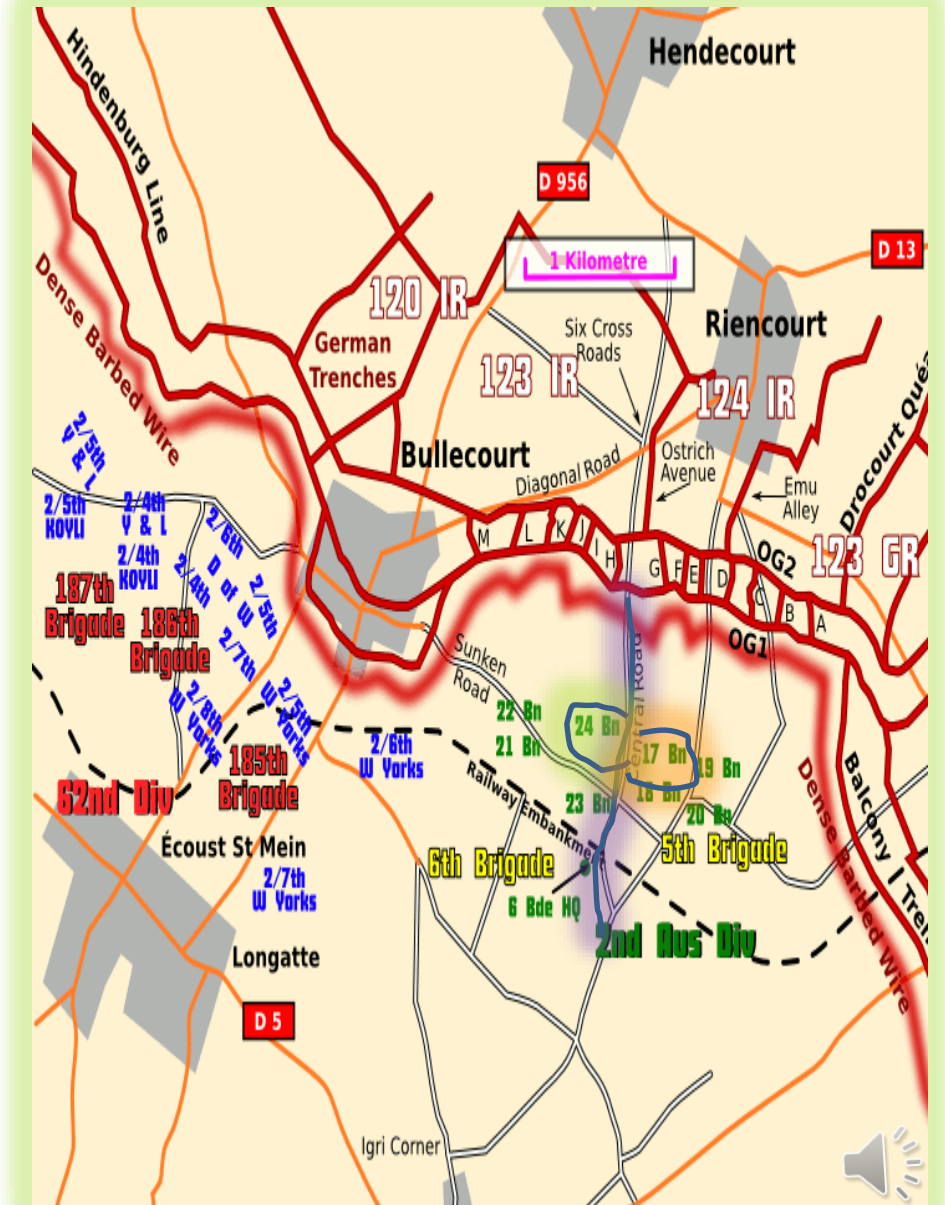 Hendecourt
Hindenburg Line
D 956
D 13
1 Kilometre
120 IR
Six Cross
Roads
Riencourt
German
Trenches
123 IR
124 IR
Dense Barbed Wire
Bullecourt
Diagonal Road
Ostrich
Avenue
Emu
Alley
Drocourt Quéa
2/5th
Y & L
2/5th
KOYLI
2/4th
Y & L
2/4th
KOYLI
2/6th
2/5th
D of W
2/4th
2/7th
M
L
K
J
I
H
G
F
E
D
C
B
A
OG2
123 GR
OG1
187th
Brigade
186th
Brigade
Sunken
Road
Central Road
22 Bn
21 Bn
24 Bn
17 Bn
19 Bn
18 Bn
20 Bn
23 Bn
2/8th
W Yorks
2/5th
W Yorks
2/6th
W Yorks
185th
Brigade
62nd Div
Railway Embankment
Écoust St Mein
6th Brigade
5th Brigade
2/7th
W Yorks
6 Bde HQ
2nd Aus Div
Dense Barbed Wire
Balcony Tren
Longatte
D 5
Igri Corner